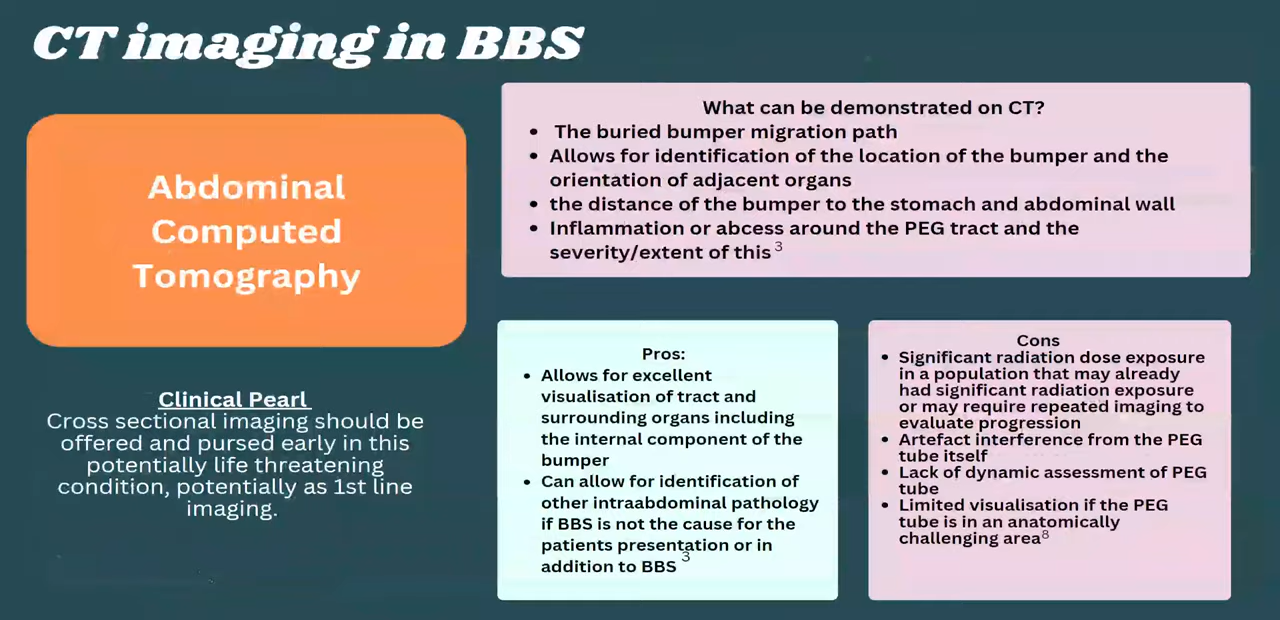 CT imaging in BBS
Abdominal
Computed
Tomography
Clinical Pearl
Cross sectional imaging should be
offered and pursed early in this
potentially life threatening
condition, potentially as 1st line
imaging.
What can be demonstrated on CT?
• The buried bumper migration path
• Allows for identification of the location of the bumper and the
orientation of adjacent organs
• the distance of the bumper to the stomach and abdominal wall
• Inflammation or abcess around the PEG tract and the
severity/extent of this 3
Pros:
• Allows for excellent
visualisation of tract and
surrounding organs including
the internal component of the
bumper
• Can allow for identification of
other intraabdominal pathology
if BBS is not the cause for the
patients presentation or in
addition to BBS 3
Cons
• Significant radiation dose exposure
in a population that may already
had significant radiation exposure
or may require repeated imaging to
evaluate progression
• Artefact interference from the PEG
tube itself
• Lack of dynamic assessment of PEG
tube
• Limited visualisation if the PEG
tube is in an anatomically
challenging area8